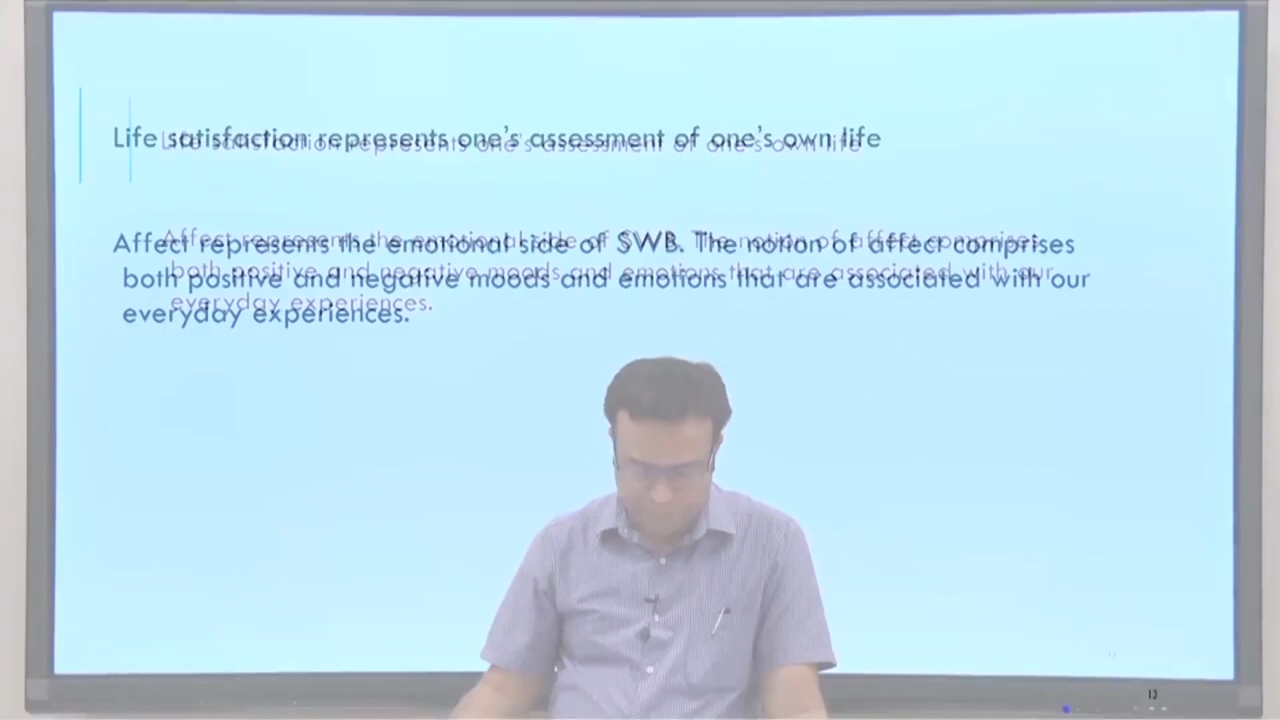 Life satisfaction represents one's assessment of one's own life
Affect represents the emotional side of SWB. The notion of affect comprises
both positive and negative moods and emotions that are associated with our
everyday experiences.
13